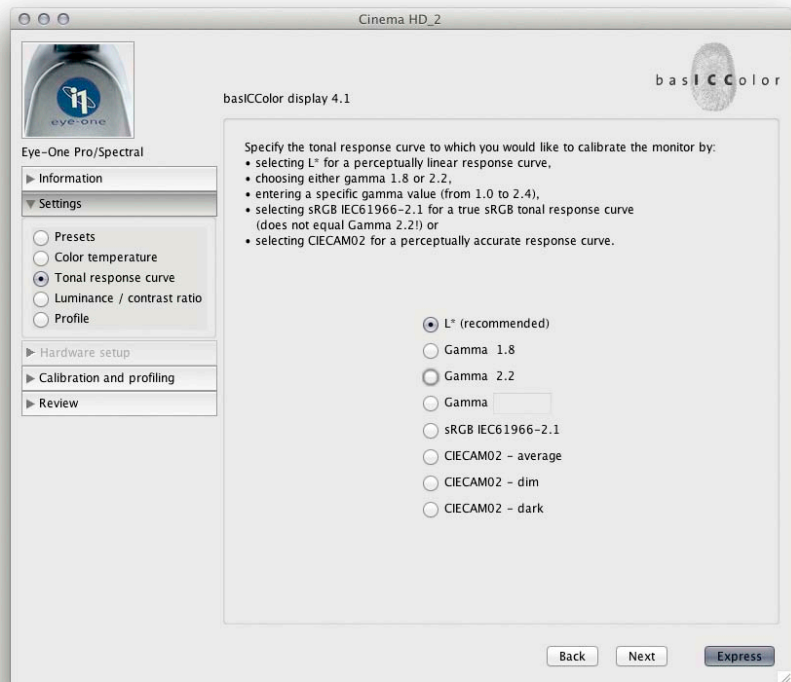 Cinema HD_2
i1
eye-one
basICColor
basICColor display 4.1
Eye-One Pro/Spectral
Information
Settings
Presets
Color temperature
Tonal response curve
Luminance / contrast ratio
Profile
Hardware setup
Calibration and profiling
Review
Specify the tonal response curve to which you would like to calibrate the monitor by:
• selecting L* for a perceptually linear response curve,
• choosing either gamma 1.8 or 2.2,
• entering a specific gamma value (from 1.0 to 2.4),
• selecting sRGB IEC61966-2.1 for a true sRGB tonal response curve
(does not equal Gamma 2.2!) or
• selecting CIECAM02 for a perceptually accurate response curve.
L* (recommended)
Gamma 1.8
Gamma 2.2
Gamma
sRGB IEC61966-2.1
CIECAM02 - average
CIECAM02 - dim
CIECAM02 - dark
Back
Next
Express